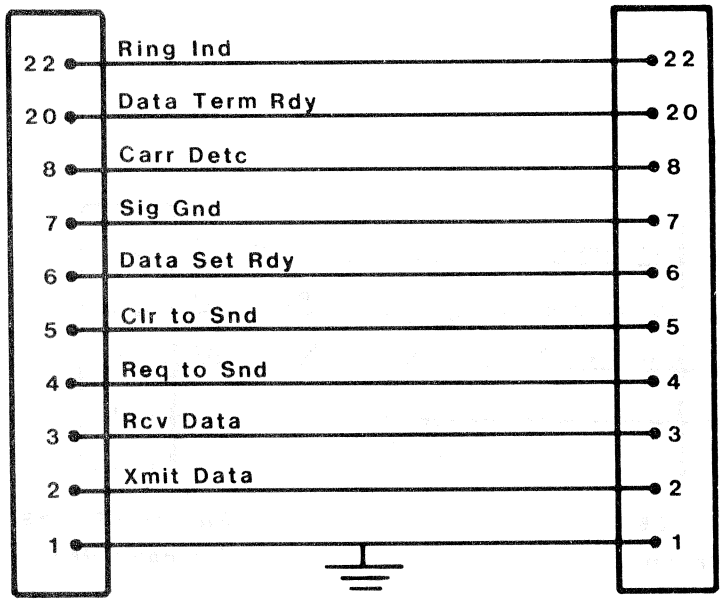 22 Ring Ind 22
20 Data Term Rdy 20
8 Carr Detc 8
7 Sig Gnd 7
6 Data Set Rdy 6
5 Clr to Snd 5
4 Req to Snd 4
3 Rcv Data 3
2 Xmit Data 2
1 1